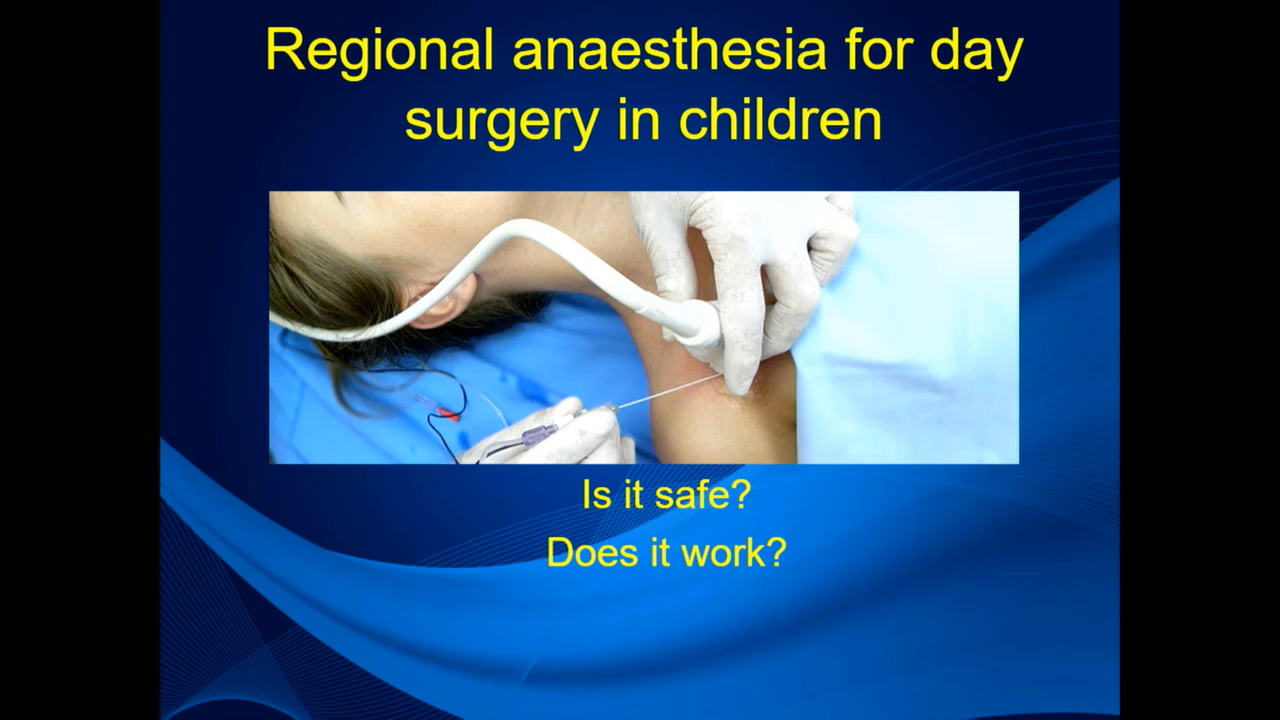 Regional anaesthesia for day
surgery in children
Is it safe?
Does it work?